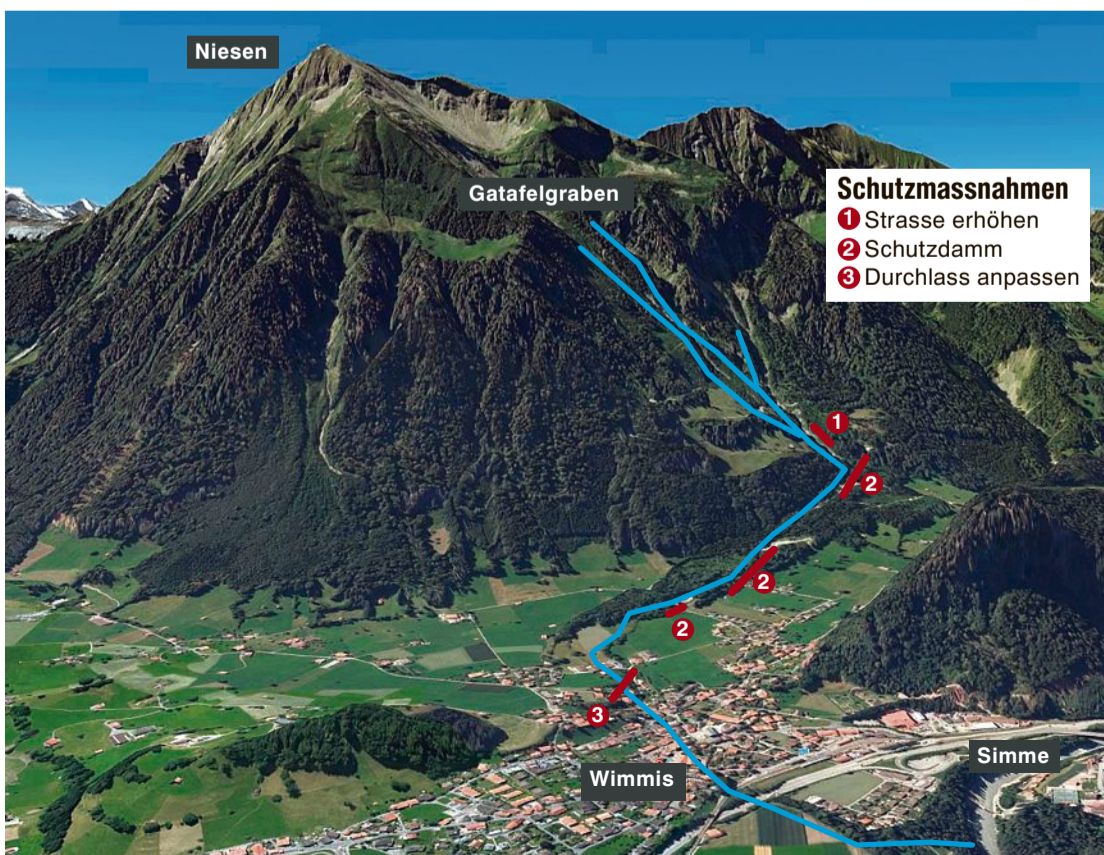 Niesen
Gatafelgraben
Schutzmassnahmen
1 Strasse erhöhen
2 Schutzdamm
3 Durchlass anpassen
1
2
2
2
3
Wimmis
Simme